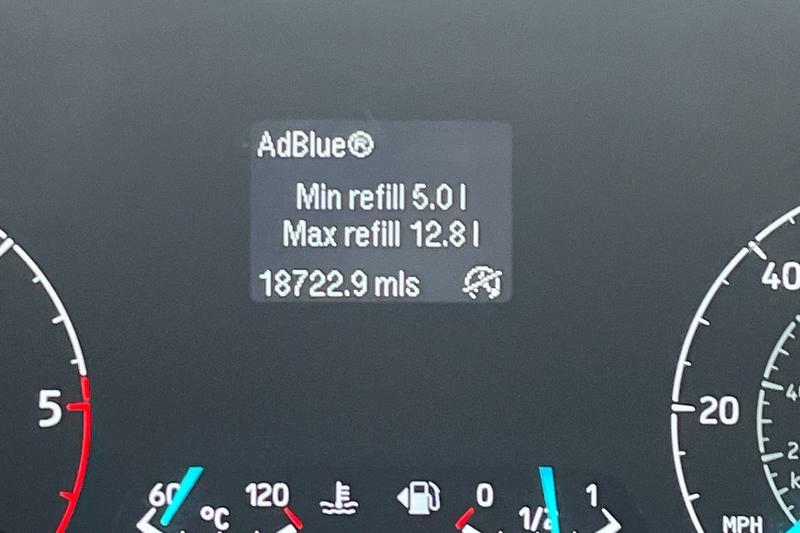 AdBlue®
Min refill 5.0 l
Max refill 12.8 l
18722.9 mls
5
40
20
MPH
60
120
°C
0
1/2
1